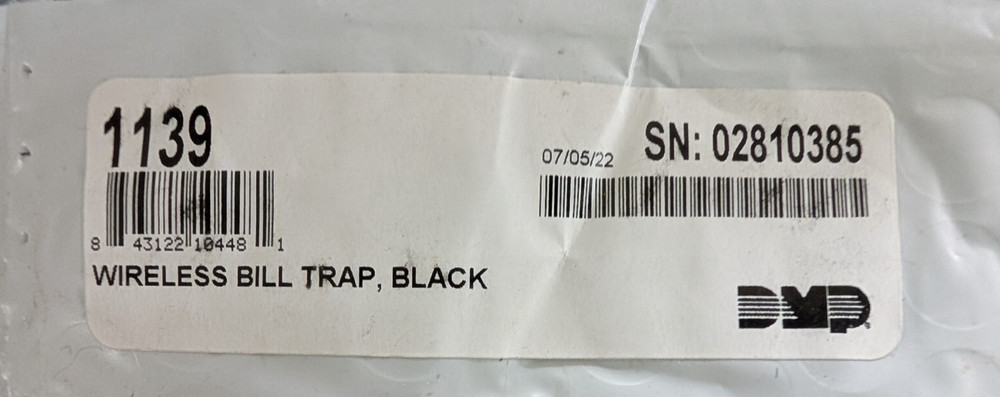 1139
8 43122 10448 1
WIRELESS BILL TRAP, BLACK
07/05/22
SN: 02810385
DMP